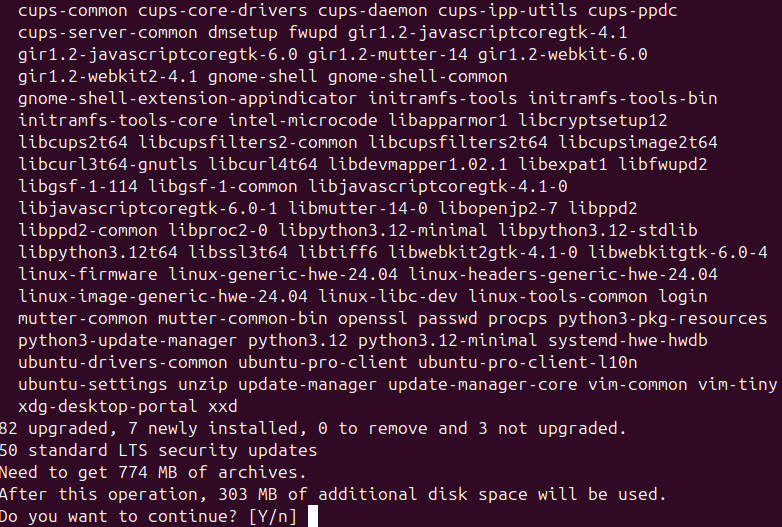 cups-common cups-core-drivers cups-daemon cups-ipp-utils cups-ppdc
cups-server-common dmsetup fwupd gir1.2-javascriptcoregtk-4.1
gir1.2-javascriptcoregtk-6.0 gir1.2-mutter-14 gir1.2-webkit-6.0
gir1.2-webkit2-4.1 gnome-shell gnome-shell-common
gnome-shell-extension-appindicator initramfs-tools initramfs-tools-bin
initramfs-tools-core intel-microcode libapparmor1 libcryptsetup12
libcups2t64 libcupsfilters2-common libcupsfilters2t64 libcupsimage2t64
libcurl3t64-gnutls libcurl4t64 libdevmapper1.02.1 libexpat1 libfwupd2
libgsf-1-114 libgsf-1-common libjavascriptcoregtk-4.1-0
libjavascriptcoregtk-6.0-1 libmutter-14-0 libopenjp2-7 libppd2
libppd2-common libproc2-0 libpython3.12-minimal libpython3.12-stdlib
libpython3.12t64 libssl3t64 libtiff6 libwebkit2gtk-4.1-0 libwebkitgtk-6.0-4
linux-firmware linux-generic-hwe-24.04 linux-headers-generic-hwe-24.04
linux-image-generic-hwe-24.04 linux-libc-dev linux-tools-common login
mutter-common mutter-common-bin openssl passwd procps python3-pkg-resources
python3-update-manager python3.12 python3.12-minimal systemd-hwe-hwdb
ubuntu-drivers-common ubuntu-pro-client ubuntu-pro-client-l10n
ubuntu-settings unzip update-manager update-manager-core vim-common vim-tiny
xdg-desktop-portal xxd
82 upgraded, 7 newly installed, 0 to remove and 3 not upgraded.
50 standard LTS security updates
Need to get 774 MB of archives.
After this operation, 303 MB of additional disk space will be used.
Do you want to continue? [Y/n]